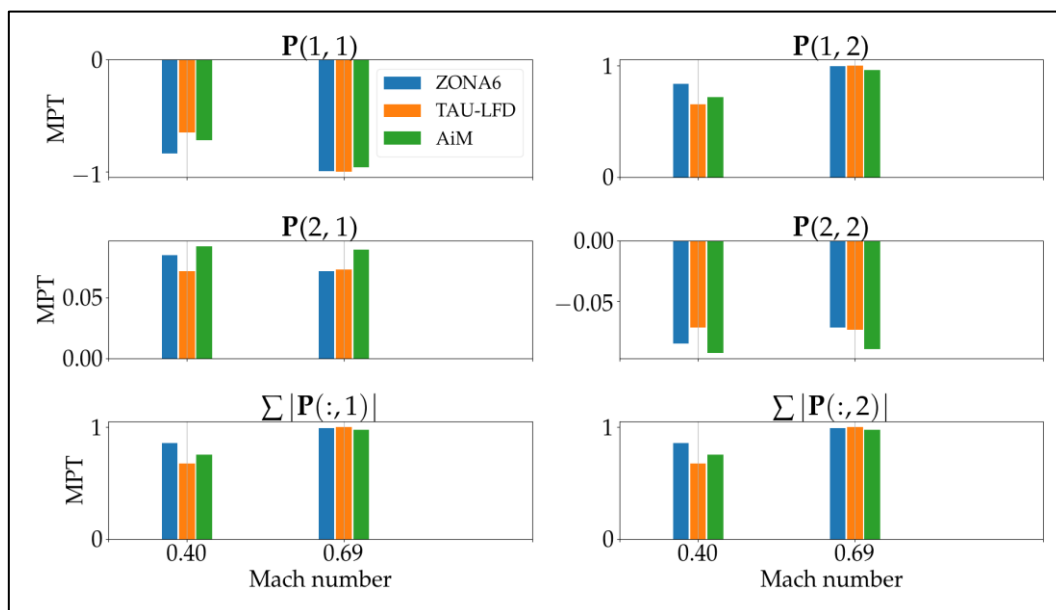 P(1, 1)
MPT
0
−1
ZONA6
TAU-LFD
AiM
P(1, 2)
1
0
P(2, 1)
MPT
0.05
0.00
P(2, 2)
0.00
−0.05
∑ |P(:, 1)|
MPT
1
0
0.40 0.69
Mach number
∑ |P(:, 2)|
1
0
0.40 0.69
Mach number